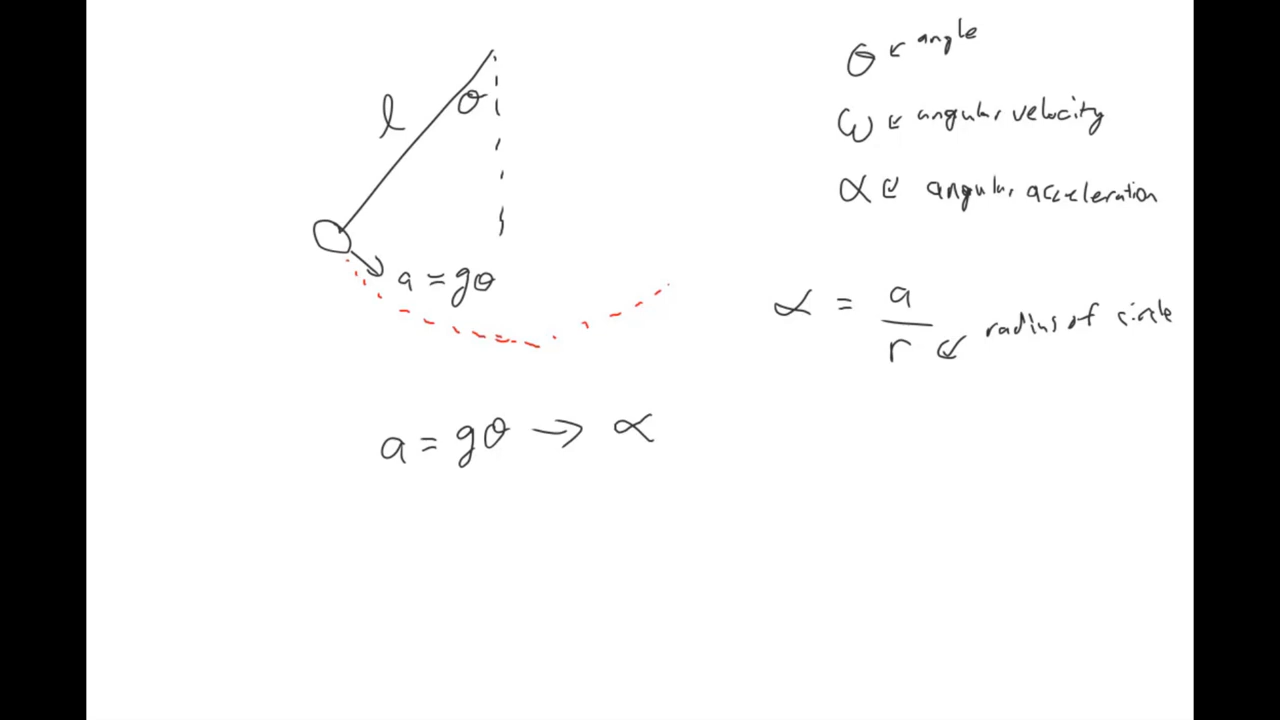 θ ↙ angle
l
θ
ω ↙ angular velocity
α ↙ angular acceleration
a = gθ
α = a / r ↙ radius of circle
a = gθ → α